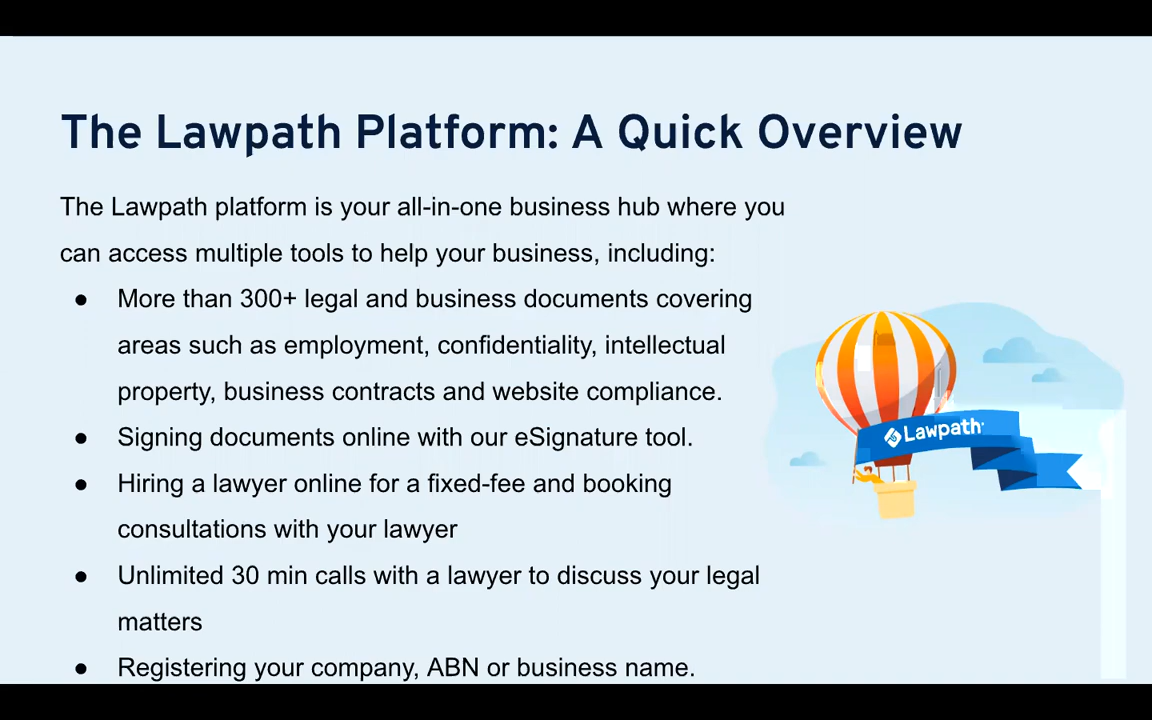 The Lawpath Platform: A Quick Overview
The Lawpath platform is your all-in-one business hub where you
can access multiple tools to help your business, including:
● More than 300+ legal and business documents covering
areas such as employment, confidentiality, intellectual
property, business contracts and website compliance.
● Signing documents online with our eSignature tool.
● Hiring a lawyer online for a fixed-fee and booking
consultations with your lawyer
● Unlimited 30 min calls with a lawyer to discuss your legal
matters
● Registering your company, ABN or business name.
Lawpath